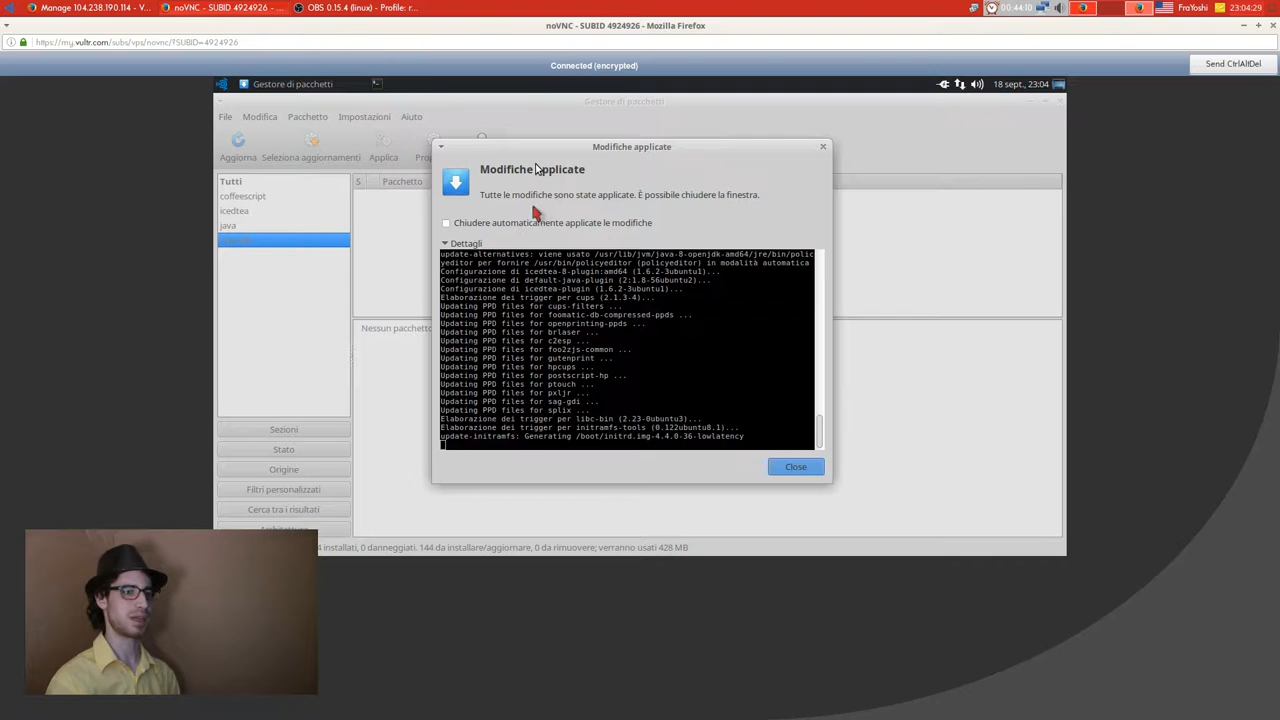 Manage 104.238.190.114 - V...
noVNC - SUBID 4924926 - ...
OBS 0.15.4 (linux) - Profile: r...
00:44:10
FraYoshi
23:04:29
noVNC - SUBID 4924926 - Mozilla Firefox
https://my.vultr.com/subs/vps/novnc/?SUBID=4924926
Connected (encrypted)
Send CtrlAltDel
Gestore di pacchetti
18 sept., 23:04
Gestore di pacchetti
File Modifica Pacchetto Impostazioni Aiuto
Aggiorna Seleziona aggiornamenti Applica
Tutti
coffeescript
icedtea
java
S Pacchetto
Sezioni
Stato
Origine
Filtri personalizzati
Cerca tra i risultati
Nessun pacchetto
Modifiche applicate
Modifiche applicate
Tutte le modifiche sono state applicate. È possibile chiudere la finestra.
Chiudere automaticamente applicate le modifiche
Dettagli
update-alternatives: viene usato /usr/lib/jvm/java-8-openjdk-amd64/jre/bin/polic
yeditor per fornire /usr/bin/policyeditor (policyeditor) in modalità automatica
Configurazione di icedtea-8-plugin:amd64 (1.6.2-3ubuntu1)...
Configurazione di default-java-plugin (2:1.8-56ubuntu2)...
Configurazione di icedtea-plugin (1.6.2-3ubuntu1)...
Elaborazione dei trigger per cups (2.1.3-4)...
Updating PPD files for cups-filters ...
Updating PPD files for foomatic-db-compressed-ppds ...
Updating PPD files for openprinting-ppds ...
Updating PPD files for brlaser ...
Updating PPD files for c2esp ...
Updating PPD files for foo2zjs-common ...
Updating PPD files for gutenprint ...
Updating PPD files for hpcups ...
Updating PPD files for postscript-hp ...
Updating PPD files for ptouch ...
Updating PPD files for pxljr ...
Updating PPD files for sag-gdi ...
Updating PPD files for splix ...
Elaborazione dei trigger per libc-bin (2.23-0ubuntu3)...
Elaborazione dei trigger per initramfs-tools (0.122ubuntu8.1)...
update-initramfs: Generating /boot/initrd.img-4.4.0-36-lowlatency
Close
installati, 0 danneggiati. 144 da installare/aggiornare, 0 da rimuovere; verranno usati 428 MB